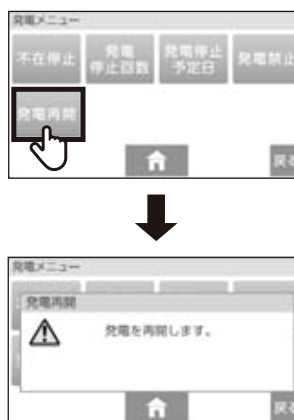 発電メニュー
不在停止
発電
停止回数
発電停止
予定日
発電禁止
発電再開
戻る
発電メニュー
発電再開
発電を再開します。
戻る